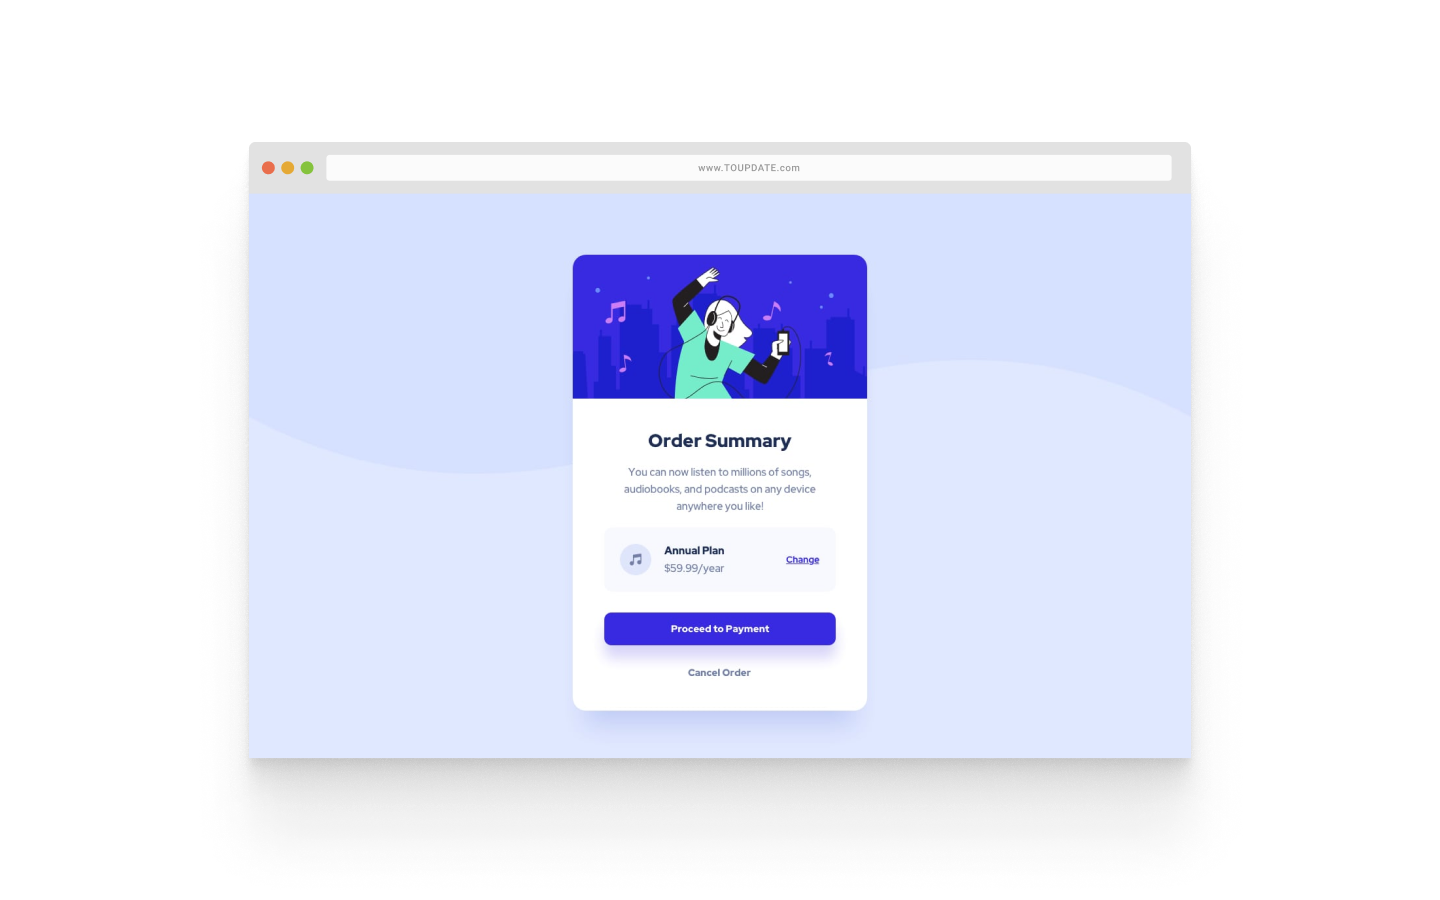 www.TOUPDATE.com
Order Summary
You can now listen to millions of songs,
audiobooks, and podcasts on any device
anywhere you like!
Annual Plan
$59.99/year
Change
Proceed to Payment
Cancel Order